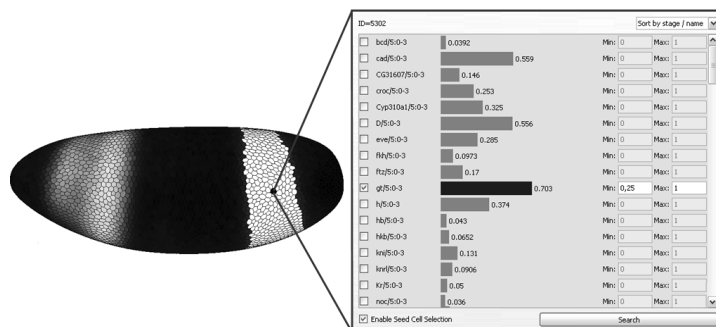 ID=5302 Sort by stage / name
bcd/5:0-3 0.0392 Min: 0 Max: 1
cad/5:0-3 0.559 Min: 0 Max: 1
CG31607/5:0-3 0.146 Min: 0 Max: 1
croc/5:0-3 0.253 Min: 0 Max: 1
Cyp310a1/5:0-3 0.325 Min: 0 Max: 1
D/5:0-3 0.556 Min: 0 Max: 1
eve/5:0-3 0.285 Min: 0 Max: 1
fkh/5:0-3 0.0973 Min: 0 Max: 1
ftz/5:0-3 0.17 Min: 0 Max: 1
gt/5:0-3 0.703 Min: 0,25 Max: 1
h/5:0-3 0.374 Min: 0 Max: 1
hb/5:0-3 0.043 Min: 0 Max: 1
hkb/5:0-3 0.0652 Min: 0 Max: 1
kni/5:0-3 0.131 Min: 0 Max: 1
knrl/5:0-3 0.0906 Min: 0 Max: 1
Kr/5:0-3 0.05 Min: 0 Max: 1
noc/5:0-3 0.036 Min: 0 Max: 1
Enable Seed Cell Selection Search